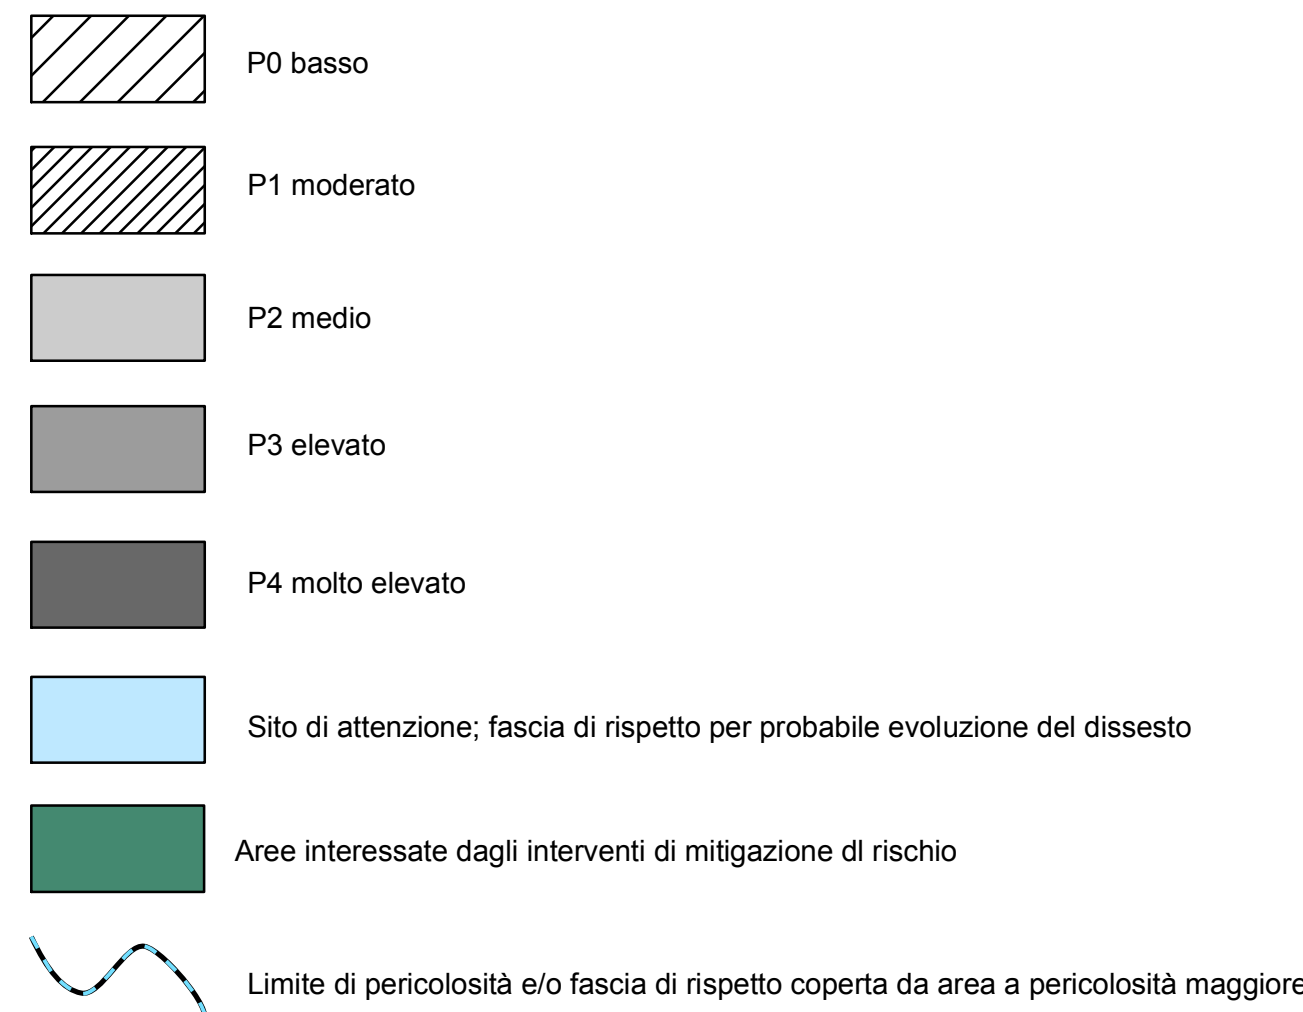 P0 basso
P1 moderato
P2 medio
P3 elevato
P4 molto elevato
Sito di attenzione; fascia di rispetto per probabile evoluzione del dissesto
Aree interessate dagli interventi di mitigazione dl rischio
Limite di pericolosità e/o fascia di rispetto coperta da area a pericolosità maggiore